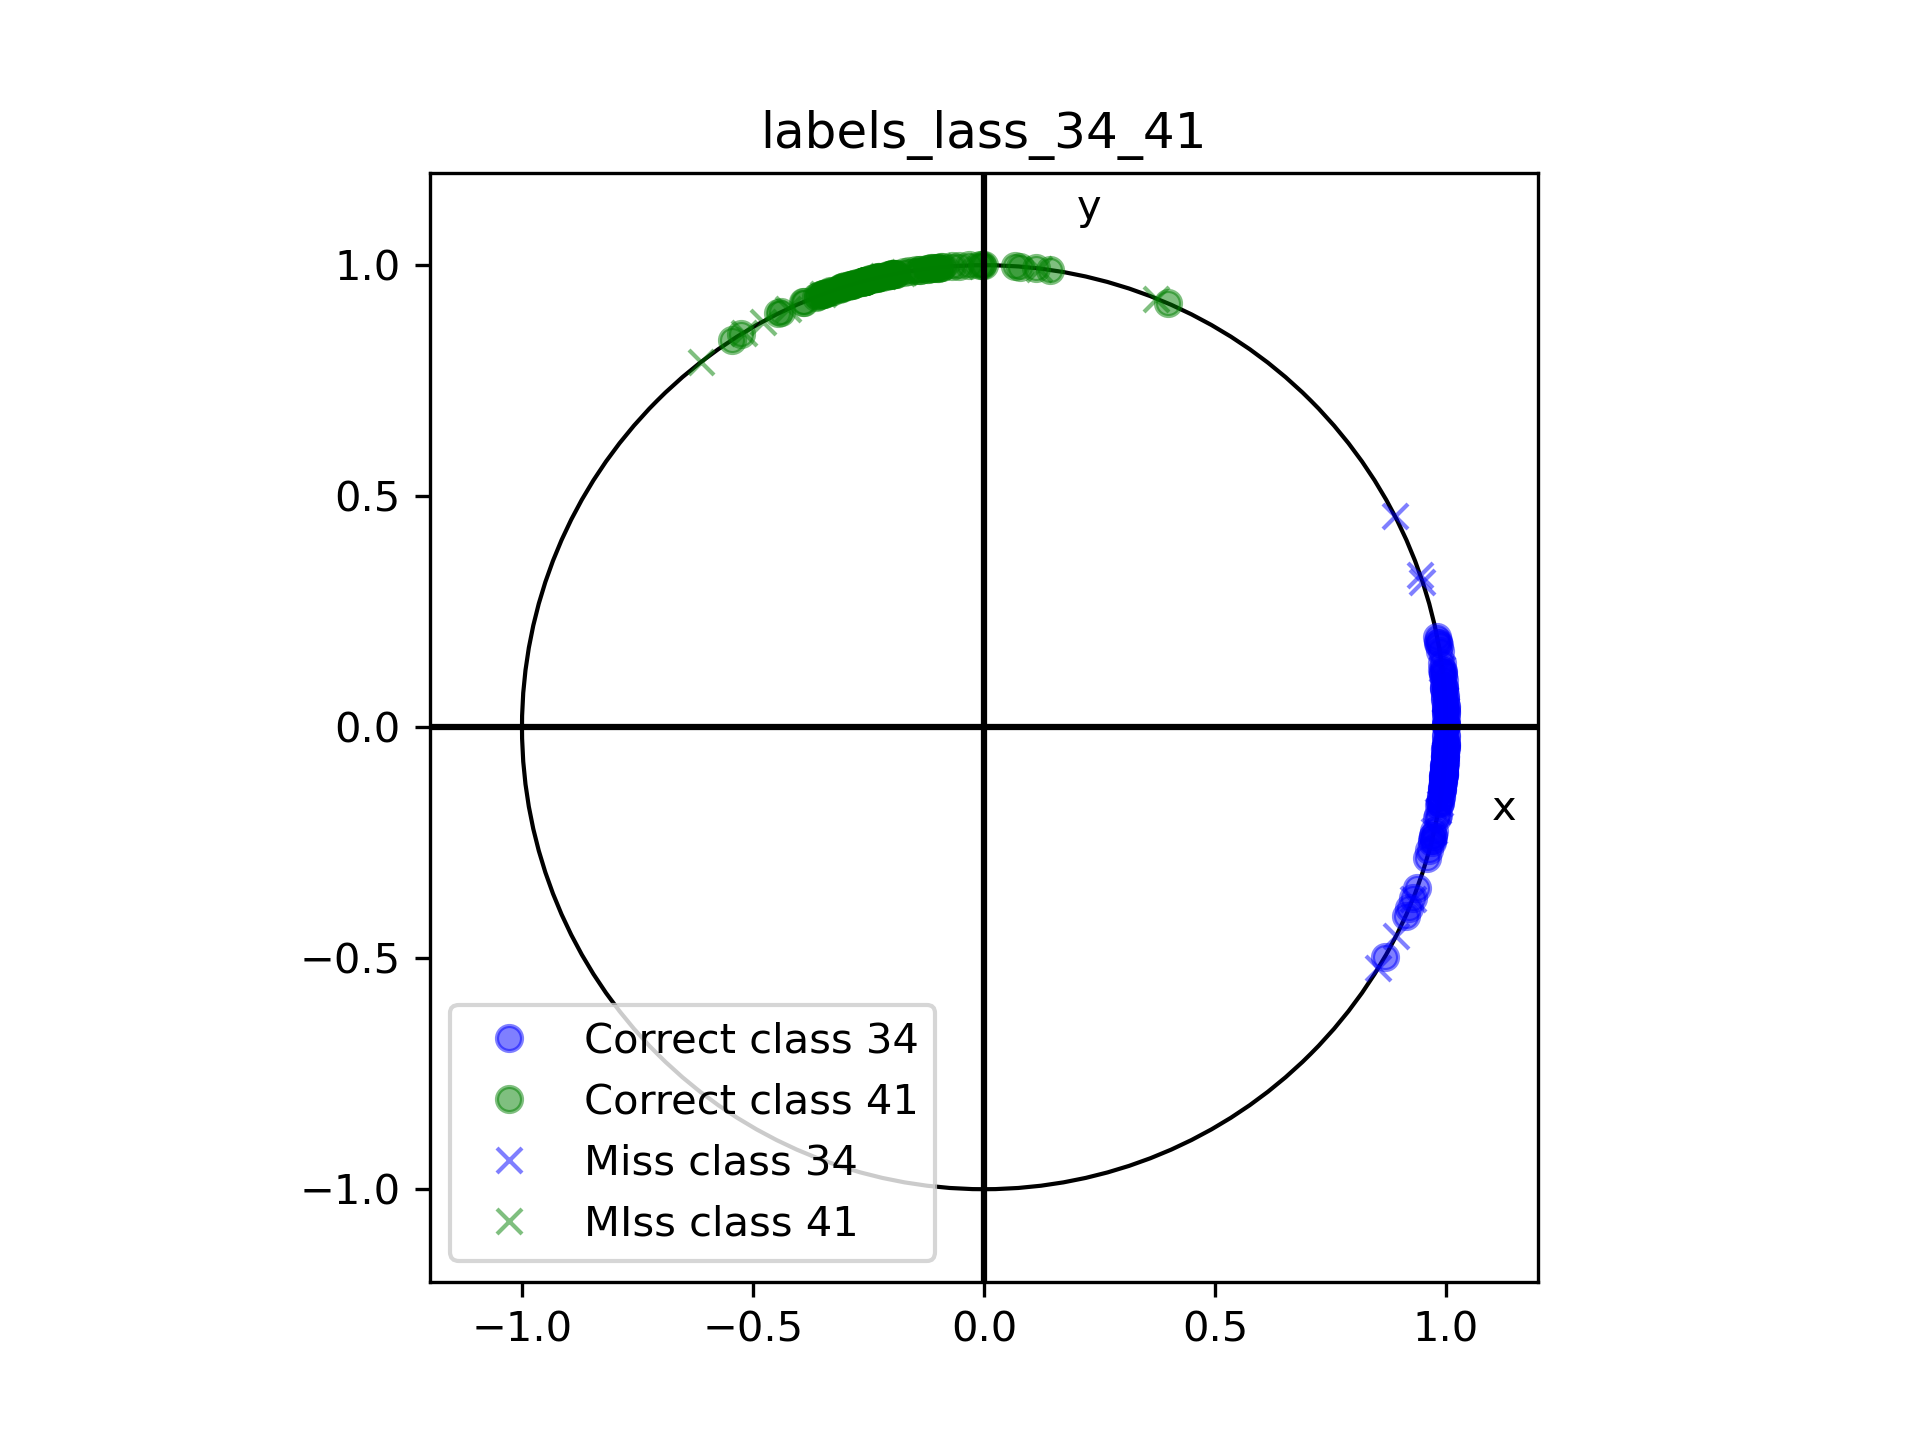 labels_lass_34_41
y
1.0
0.5
0.0
x
−0.5
−1.0
Correct class 34
Correct class 41
Miss class 34
MIss class 41
−1.0 −0.5 0.0 0.5 1.0